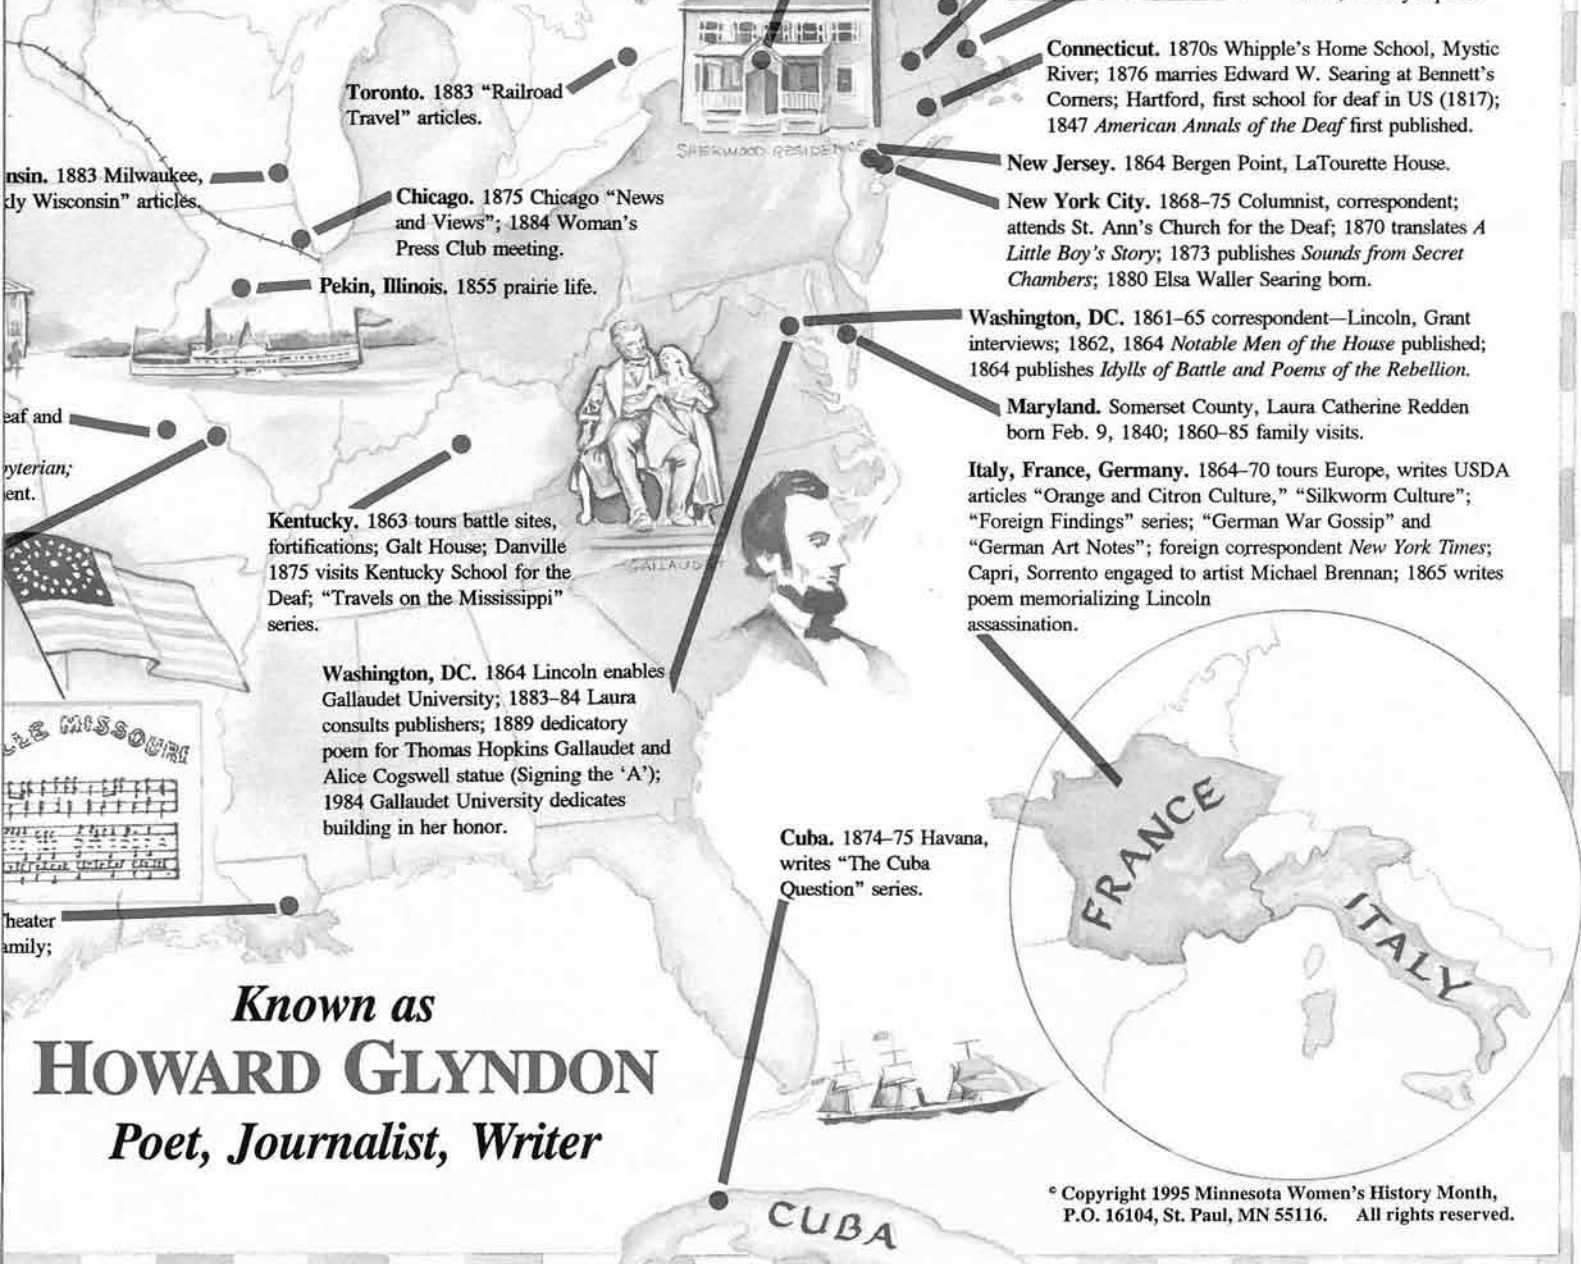 Connecticut. 1870s Whipple's Home School, Mystic
River; 1876 marries Edward W. Searing at Bennett's
Corners; Hartford, first school for deaf in US (1817);
1847 American Annals of the Deaf first published.
Toronto. 1883 “Railroad
Travel” articles.
SHERWOOD RESIDENCE
New Jersey. 1864 Bergen Point, LaTourette House.
nsin. 1883 Milwaukee,
kly Wisconsin” articles.
Chicago. 1875 Chicago “News
and Views”; 1884 Woman's
Press Club meeting.
New York City. 1868–75 Columnist, correspondent;
attends St. Ann's Church for the Deaf; 1870 translates A
Little Boy's Story; 1873 publishes Sounds from Secret
Chambers; 1880 Elsa Waller Searing born.
Pekin, Illinois. 1855 prairie life.
Washington, DC. 1861–65 correspondent—Lincoln, Grant
interviews; 1862, 1864 Notable Men of the House published;
1864 publishes Idylls of Battle and Poems of the Rebellion.
Maryland. Somerset County, Laura Catherine Redden
born Feb. 9, 1840; 1860–85 family visits.
eaf and
byterian;
ent.
Italy, France, Germany. 1864–70 tours Europe, writes USDA
articles “Orange and Citron Culture,” “Silkworm Culture”;
“Foreign Findings” series; “German War Gossip” and
“German Art Notes”; foreign correspondent New York Times;
Capri, Sorrento engaged to artist Michael Brennan; 1865 writes
poem memorializing Lincoln
assassination.
Kentucky. 1863 tours battle sites,
fortifications; Galt House; Danville
1875 visits Kentucky School for the
Deaf; “Travels on the Mississippi”
series.
GALLAUDET
Washington, DC. 1864 Lincoln enables
Gallaudet University; 1883–84 Laura
consults publishers; 1889 dedicatory
poem for Thomas Hopkins Gallaudet and
Alice Cogswell statue (Signing the ‘A’);
1984 Gallaudet University dedicates
building in her honor.
LLE MISSOURI
Cuba. 1874–75 Havana,
writes “The Cuba
Question” series.
FRANCE
ITALY
heater
amily;
Known as
HOWARD GLYNDON
Poet, Journalist, Writer
CUBA
© Copyright 1995 Minnesota Women's History Month,
P.O. 16104, St. Paul, MN 55116. All rights reserved.